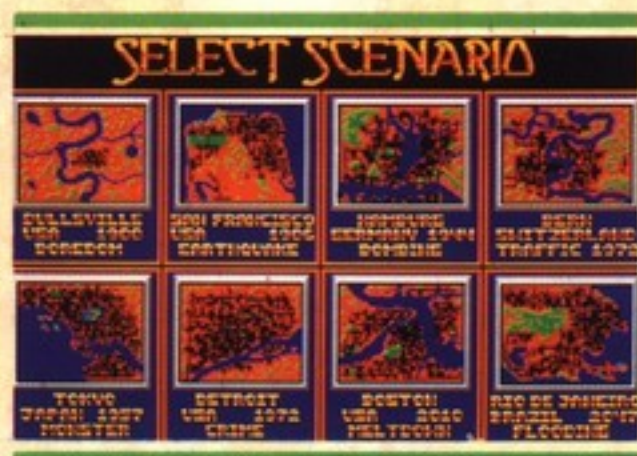 SELECT SCENARIO
DULLSVILLE
USA 1900
BOREDOM
SAN FRANCISCO
USA 1906
EARTHQUAKE
HAMBURG
GERMANY 1944
BOMBING
BERN
SWITZERLAND
TRAFFIC 1972
TOKYO
JAPAN 1957
MONSTER
DETROIT
USA 1972
CRIME
BOSTON
USA 2010
MELTDOWN
RIO DE JANEIRO
BRAZIL 2047
FLOODING